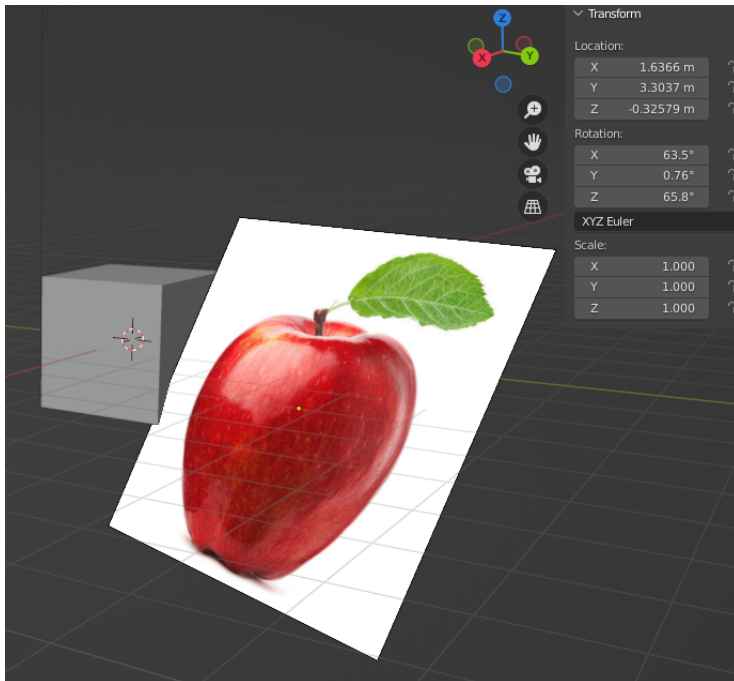 Transform
Z
X
Y
Location:
X 1.6366 m
Y 3.3037 m
Z -0.32579 m
Rotation:
X 63.5°
Y 0.76°
Z 65.8°
XYZ Euler
Scale:
X 1.000
Y 1.000
Z 1.000